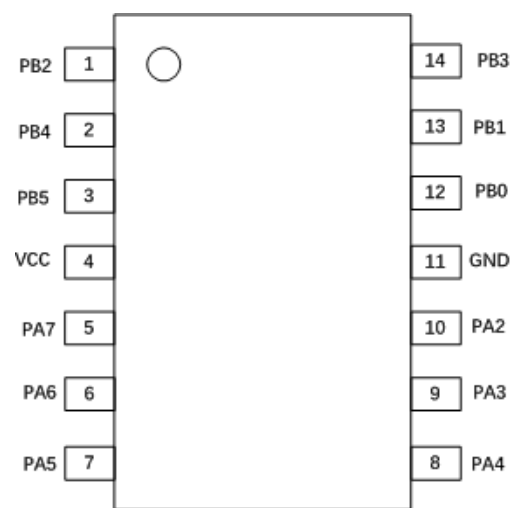 PB2 1 14 PB3
PB4 2 13 PB1
PB5 3 12 PB0
VCC 4 11 GND
PA7 5 10 PA2
PA6 6 9 PA3
PA5 7 8 PA4